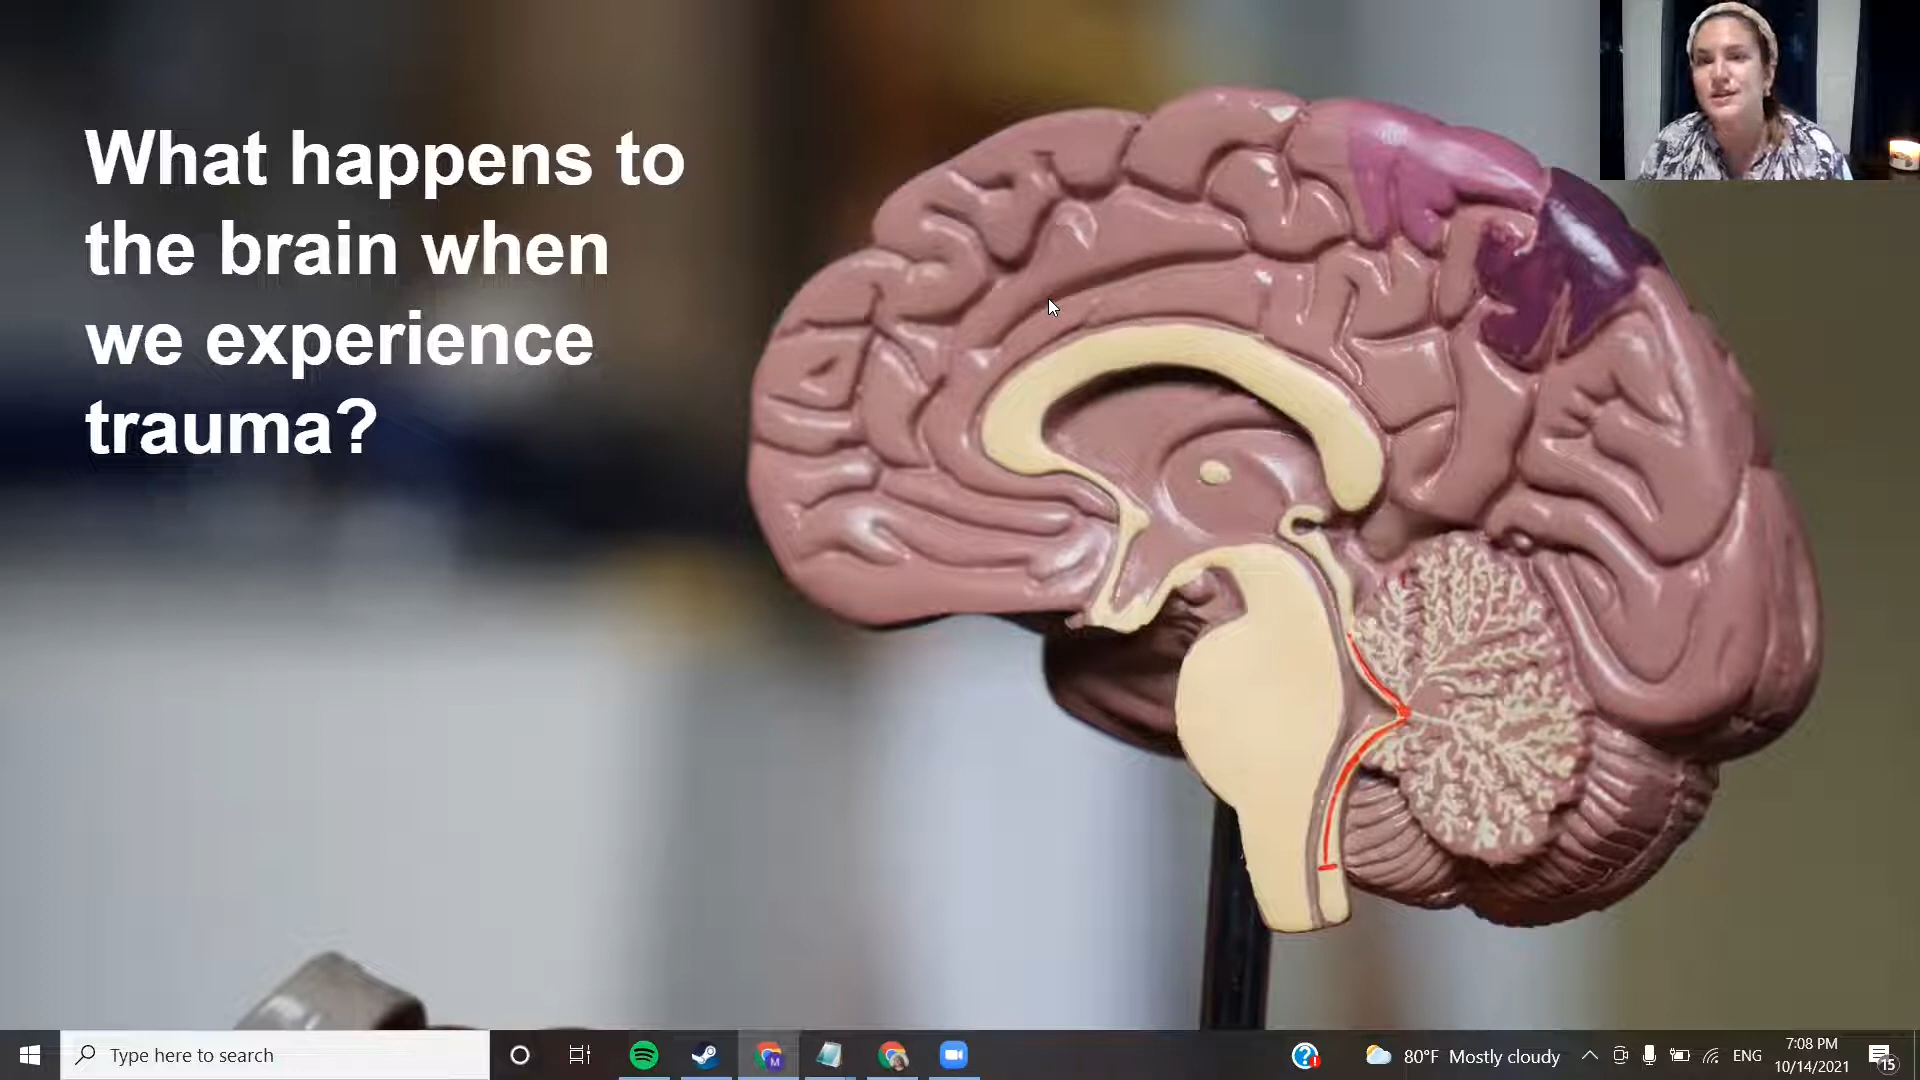 What happens to
the brain when
we experience
trauma?
Type here to search
M
80°F Mostly cloudy
ENG
7:08 PM
10/14/2021
15